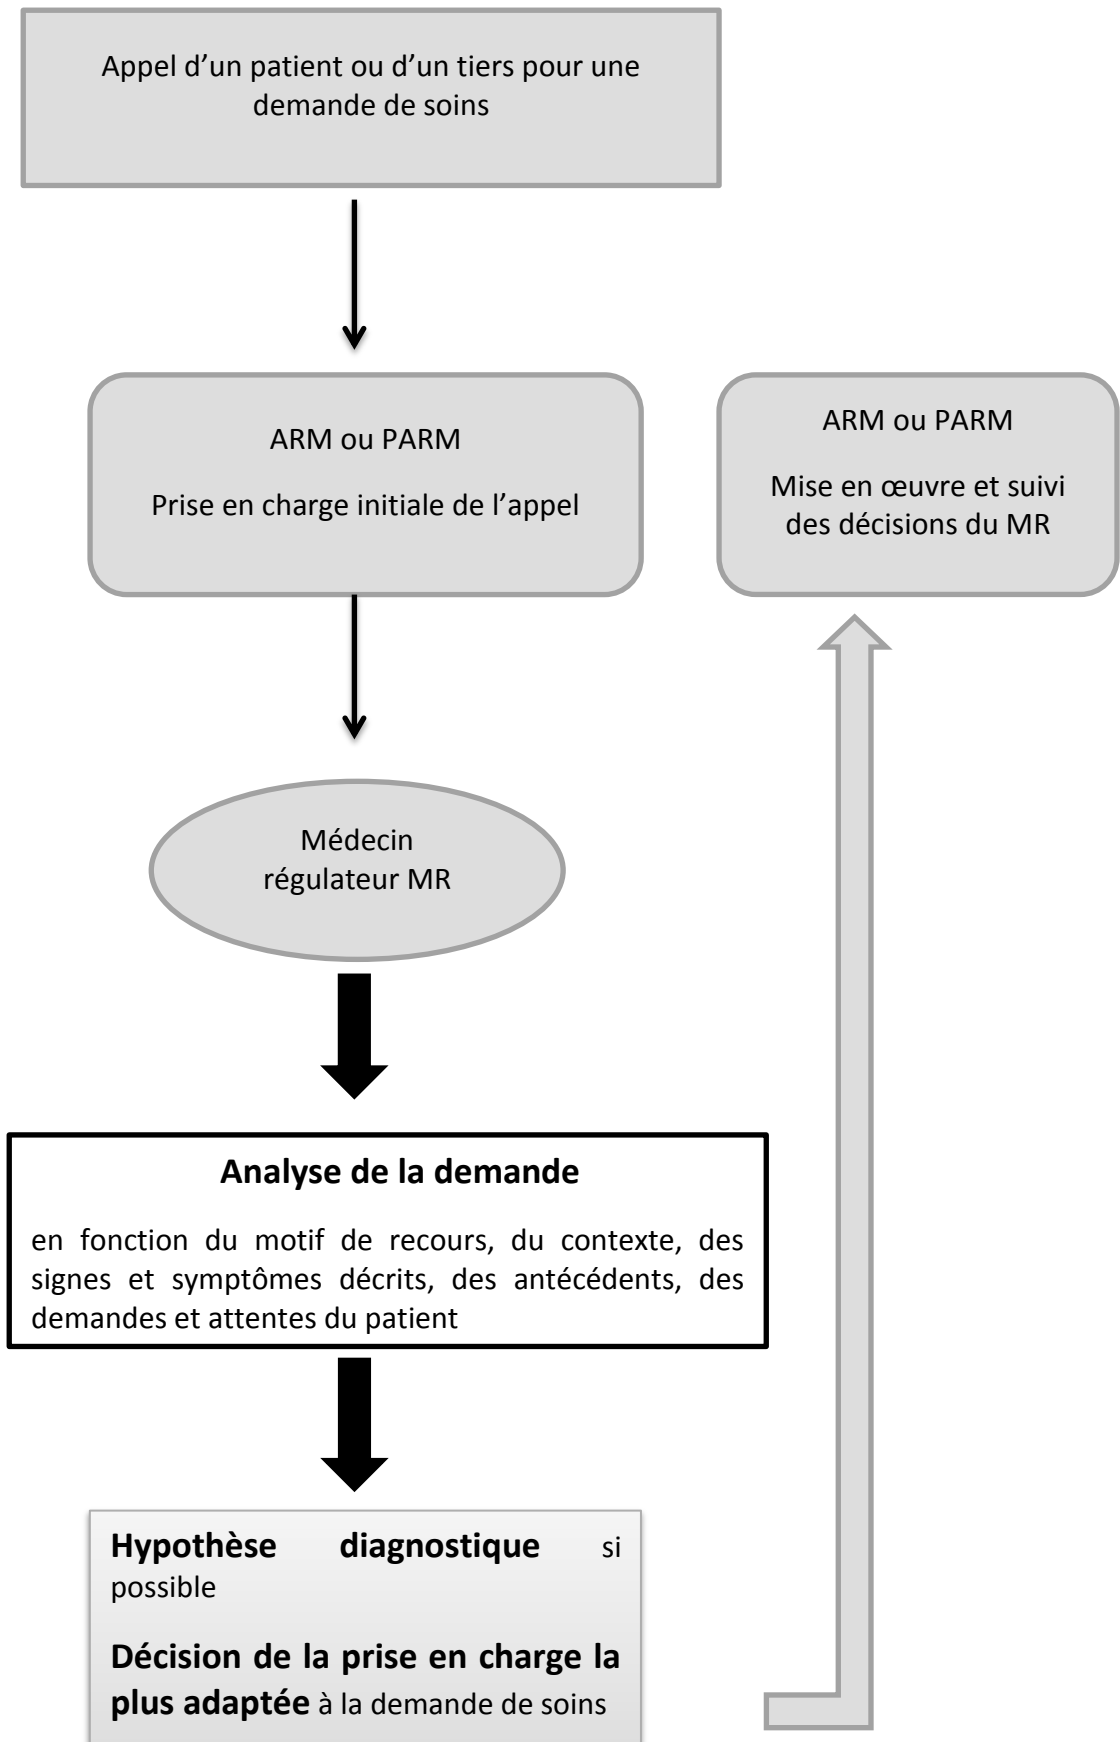 Appel d’un patient ou d’un tiers pour une
demande de soins
ARM ou PARM
Prise en charge initiale de l’appel
ARM ou PARM
Mise en œuvre et suivi
des décisions du MR
Médecin
régulateur MR
Analyse de la demande
en fonction du motif de recours, du contexte, des
signes et symptômes décrits, des antécédents, des
demandes et attentes du patient
Hypothèse diagnostique si
possible
Décision de la prise en charge la
plus adaptée à la demande de soins